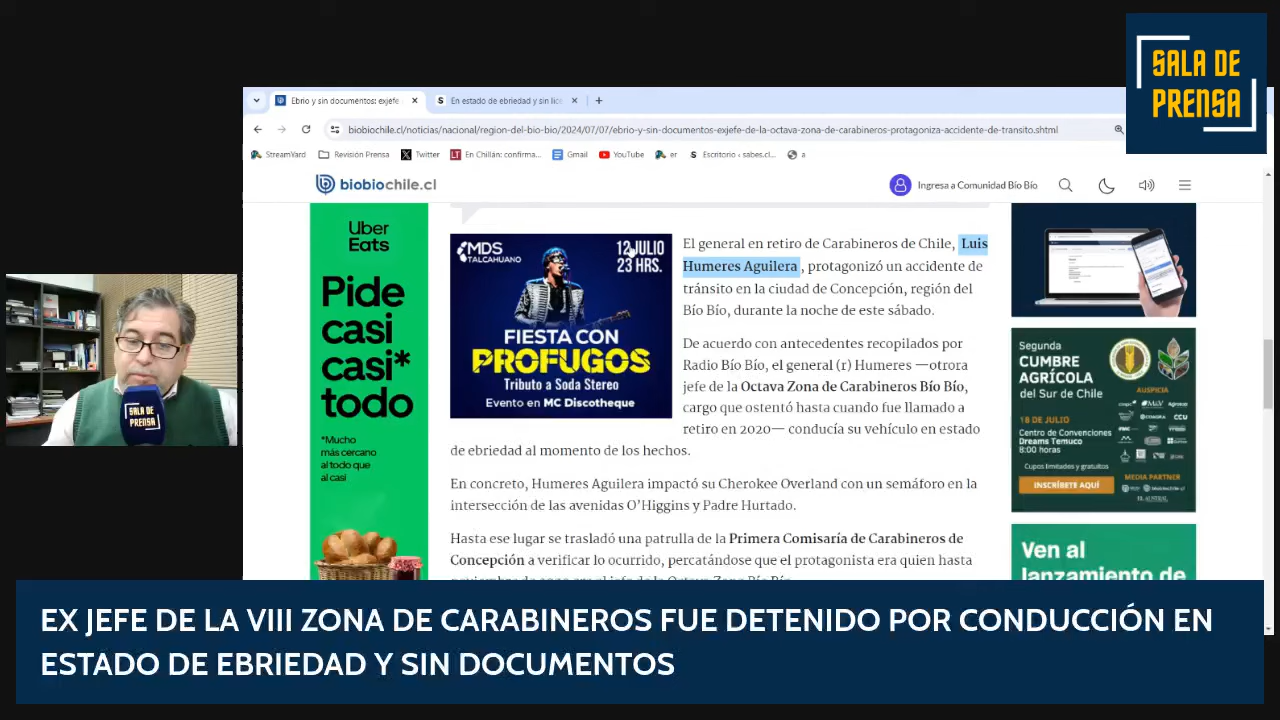 SALA DE
PRENSA
Ebrio y sin documentos: exjefe
En estado de ebriedad y sin lice
biobiochile.cl/noticias/nacional/region-del-bio-bio/2024/07/07/ebrio-y-sin-documentos-exjefe-de-la-octava-zona-de-carabineros-protagoniza-accidente-de-transito.shtml
StreamYard
Revisión Prensa
Twitter
En Chillán: confirma...
Gmail
YouTube
er
Escritorio ‹ sabes.cl...
a
biobiochile.cl
Ingresa a Comunidad Bío Bío
Uber
Eats
Pide
casi
casi*
todo
*Mucho
más cercano
al todo que
al casi
MDS
TALCAHUANO
12 JULIO
23 HRS.
FIESTA CON
PROFUGOS
Tributo a Soda Stereo
Evento en MC Discotheque
El general en retiro de Carabineros de Chile, Luis
Humeres Aguilera, protagonizó un accidente de
tránsito en la ciudad de Concepción, región del
Bío Bío, durante la noche de este sábado.
De acuerdo con antecedentes recopilados por
Radio Bío Bío, el general (r) Humeres —otrora
jefe de la Octava Zona de Carabineros Bío Bío,
cargo que ostentó hasta cuando fue llamado a
retiro en 2020— conducía su vehículo en estado
de ebriedad al momento de los hechos.
En concreto, Humeres Aguilera impactó su Cherokee Overland con un semáforo en la
intersección de las avenidas O'Higgins y Padre Hurtado.
Hasta ese lugar se trasladó una patrulla de la Primera Comisaría de Carabineros de
Concepción a verificar lo ocurrido, percatándose que el protagonista era quien hasta
Segunda
CUMBRE
AGRÍCOLA
del Sur de Chile
AUSPICIA
Centro de Convenciones
Dreams Temuco
8:00 horas
Cupos limitados y gratuitos
INSCRÍBETE AQUÍ
MEDIA PARTNER
Ven al
lanzamiento de
SALA DE
PRENSA
EX JEFE DE LA VIII ZONA DE CARABINEROS FUE DETENIDO POR CONDUCCIÓN EN
ESTADO DE EBRIEDAD Y SIN DOCUMENTOS